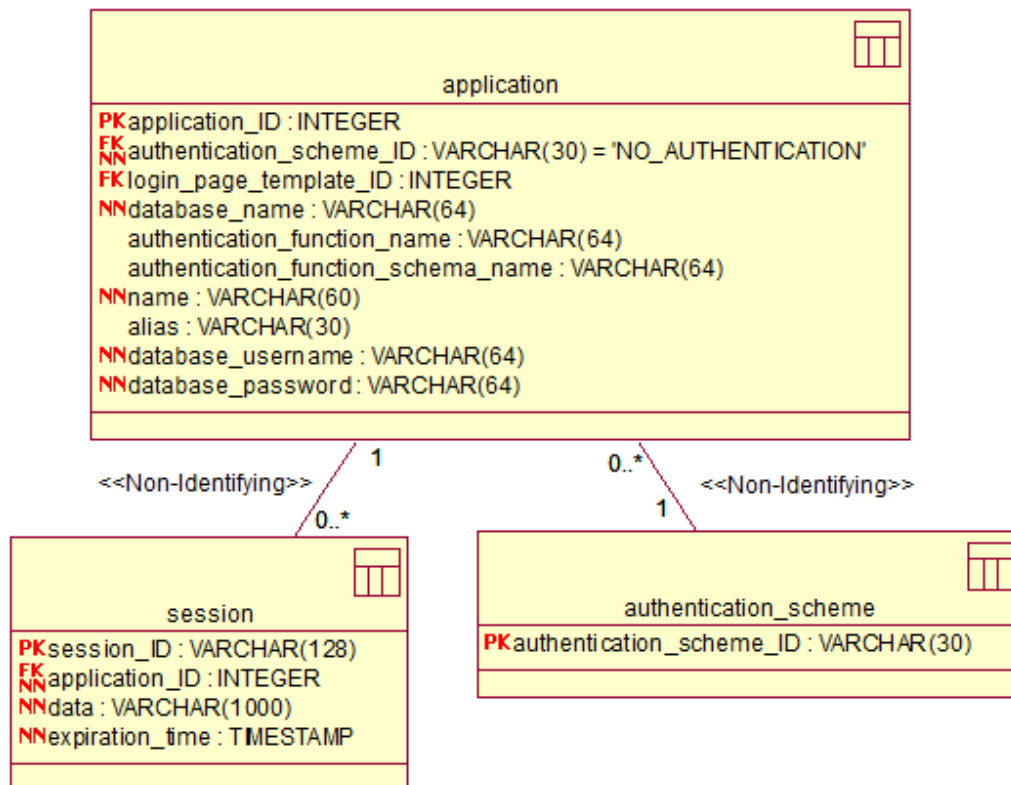 application
PK application_ID : INTEGER
FK NN authentication_scheme_ID : VARCHAR(30) = 'NO_AUTHENTICATION'
FK login_page_template_ID : INTEGER
NN database_name : VARCHAR(64)
authentication_function_name : VARCHAR(64)
authentication_function_schema_name : VARCHAR(64)
NN name : VARCHAR(60)
alias : VARCHAR(30)
NN database_username : VARCHAR(64)
NN database_password : VARCHAR(64)
1
0..*
<<Non-Identifying>>
<<Non-Identifying>>
0..*
1
session
PK session_ID : VARCHAR(128)
FK NN application_ID : INTEGER
NN data : VARCHAR(1000)
NN expiration_time : TIMESTAMP
authentication_scheme
PK authentication_scheme_ID : VARCHAR(30)